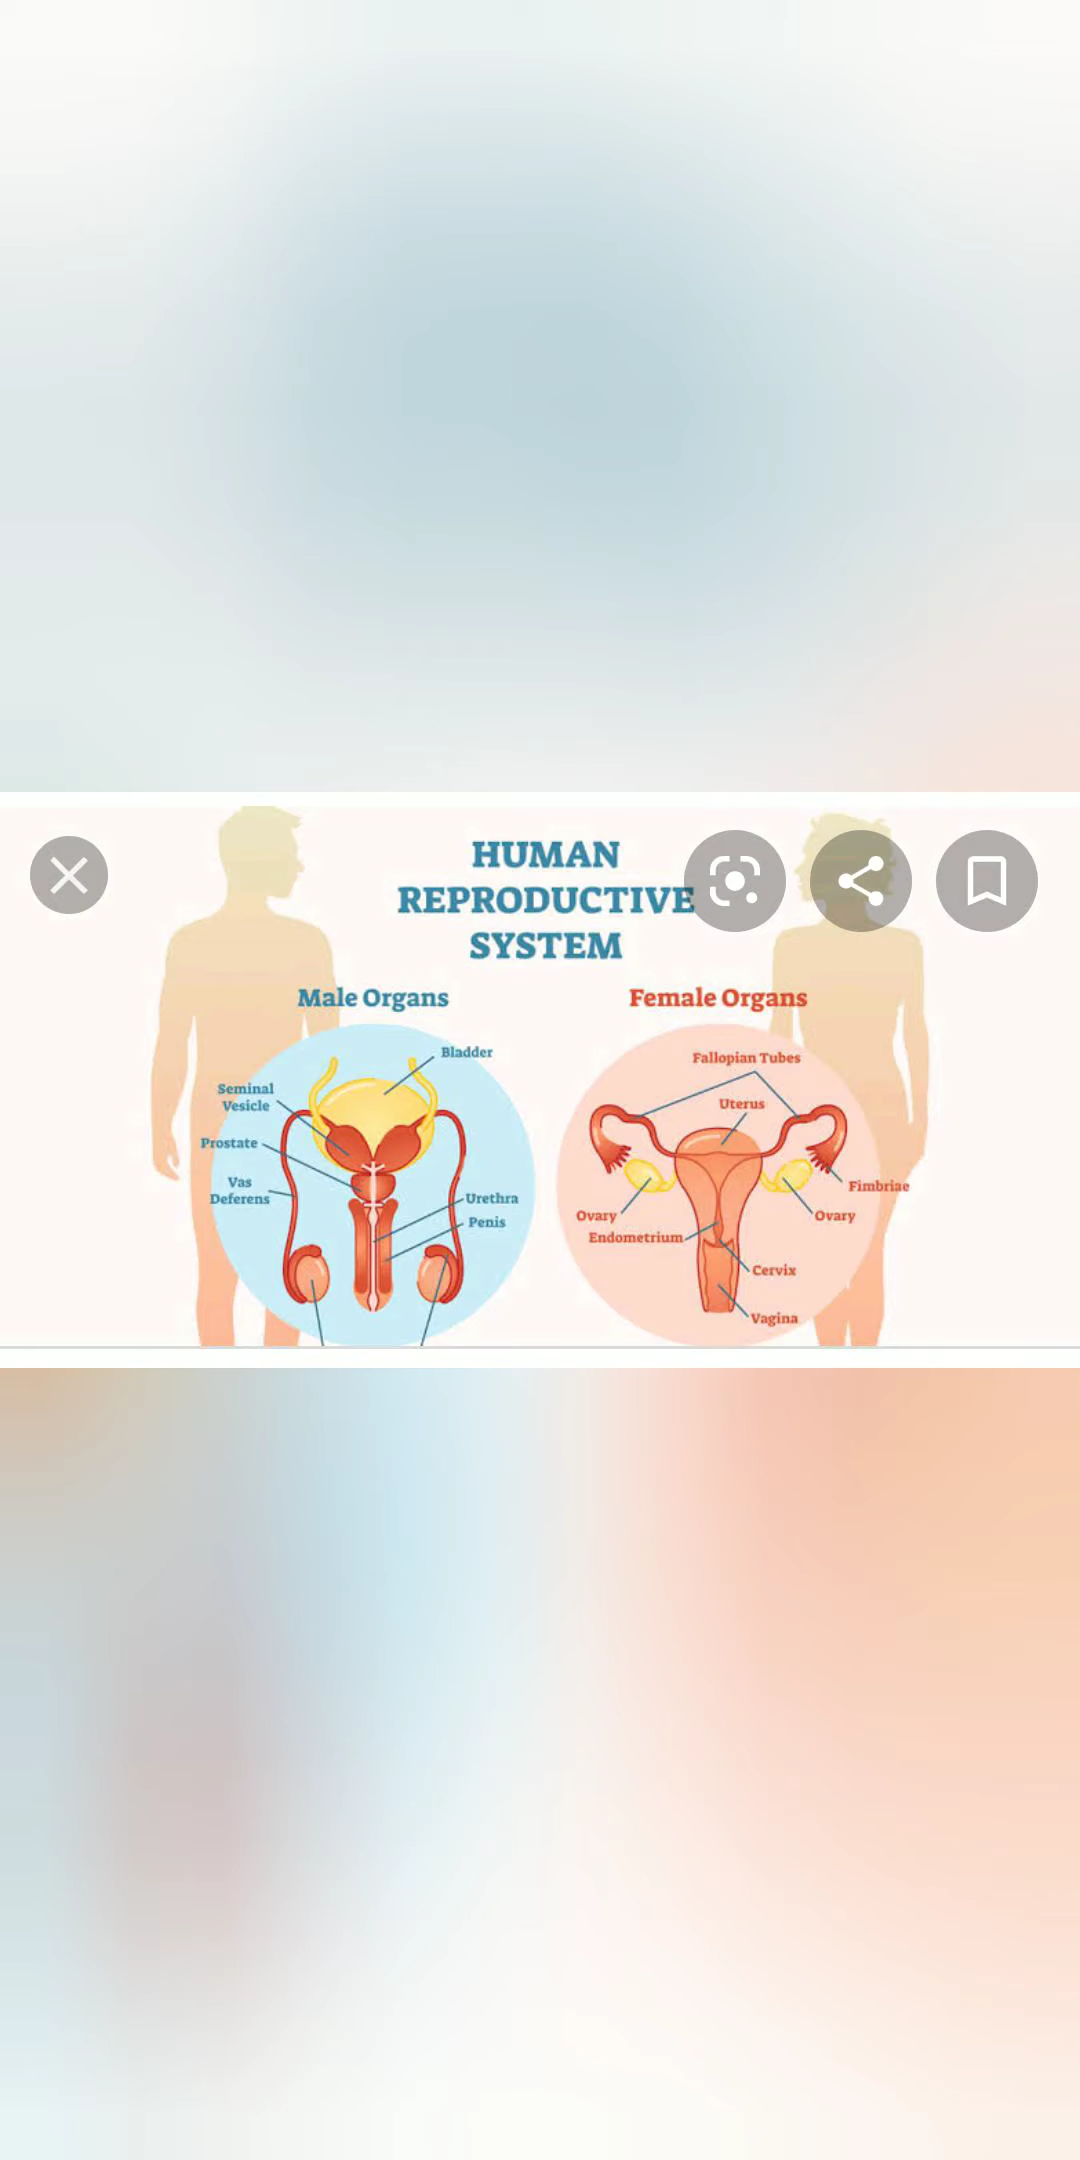 HUMAN
REPRODUCTIVE
SYSTEM
Male Organs
Bladder
Seminal
Vesicle
Prostate
Vas
Deferens
Urethra
Penis
Female Organs
Fallopian Tubes
Uterus
Fimbriae
Ovary
Ovary
Endometrium
Cervix
Vagina